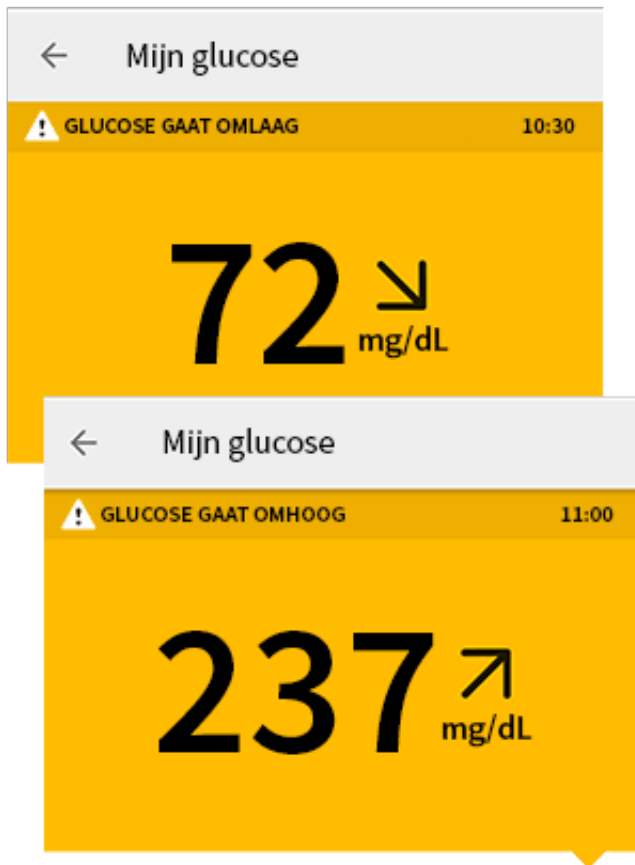 Mijn glucose
GLUCOSE GAAT OMLAAG 10:30
72 mg/dL
Mijn glucose
GLUCOSE GAAT OMHOOG 11:00
237 mg/dL